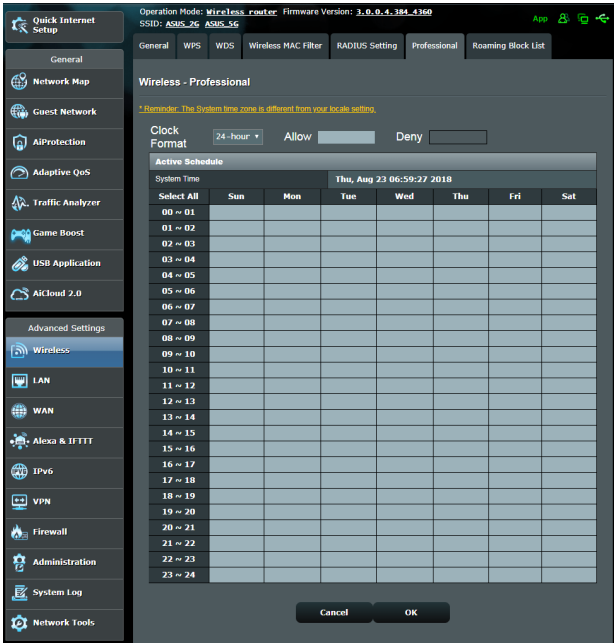 Quick Internet
Setup
General
Network Map
Guest Network
AiProtection
Adaptive QoS
Traffic Analyzer
Game Boost
USB Application
AiCloud 2.0
Advanced Settings
Wireless
LAN
WAN
Alexa & IFTTT
IPv6
VPN
Firewall
Administration
System Log
Network Tools
Operation Mode: Wireless router Firmware Version: 3.0.0.4.384_4360
SSID: ASUS_2G ASUS_5G
App
General WPS WDS Wireless MAC Filter RADIUS Setting Professional Roaming Block List
Wireless - Professional
* Reminder: The System time zone is different from your locale setting.
Clock
Format 24-hour Allow Deny
Active Schedule
System Time Thu, Aug 23 06:59:27 2018
Select All Sun Mon Tue Wed Thu Fri Sat
00 ~ 01
01 ~ 02
02 ~ 03
03 ~ 04
04 ~ 05
05 ~ 06
06 ~ 07
07 ~ 08
08 ~ 09
09 ~ 10
10 ~ 11
11 ~ 12
12 ~ 13
13 ~ 14
14 ~ 15
15 ~ 16
16 ~ 17
17 ~ 18
18 ~ 19
19 ~ 20
20 ~ 21
21 ~ 22
22 ~ 23
23 ~ 24
Cancel OK